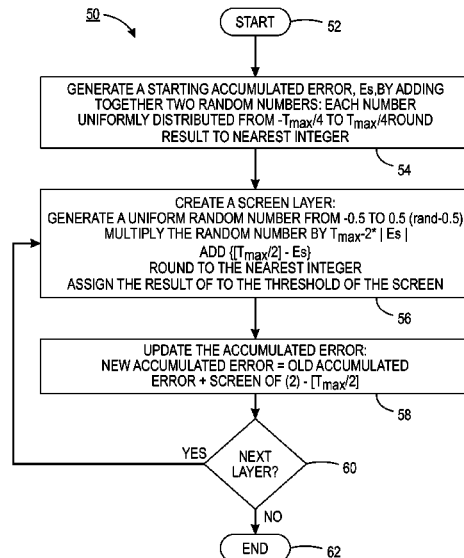 50
START
52
GENERATE A STARTING ACCUMULATED ERROR, Es,BY ADDING
TOGETHER TWO RANDOM NUMBERS: EACH NUMBER
UNIFORMLY DISTRIBUTED FROM -Tmax/4 TO Tmax/4ROUND
RESULT TO NEAREST INTEGER
54
CREATE A SCREEN LAYER:
GENERATE A UNIFORM RANDOM NUMBER FROM -0.5 TO 0.5 (rand-0.5)
MULTIPLY THE RANDOM NUMBER BY Tmax-2* | Es |
ADD {[Tmax/2] - Es}
ROUND TO THE NEAREST INTEGER
ASSIGN THE RESULT OF TO THE THRESHOLD OF THE SCREEN
56
UPDATE THE ACCUMULATED ERROR:
NEW ACCUMULATED ERROR = OLD ACCUMULATED
ERROR + SCREEN OF (2) - [Tmax/2]
58
YES
NEXT
LAYER?
60
NO
END
62